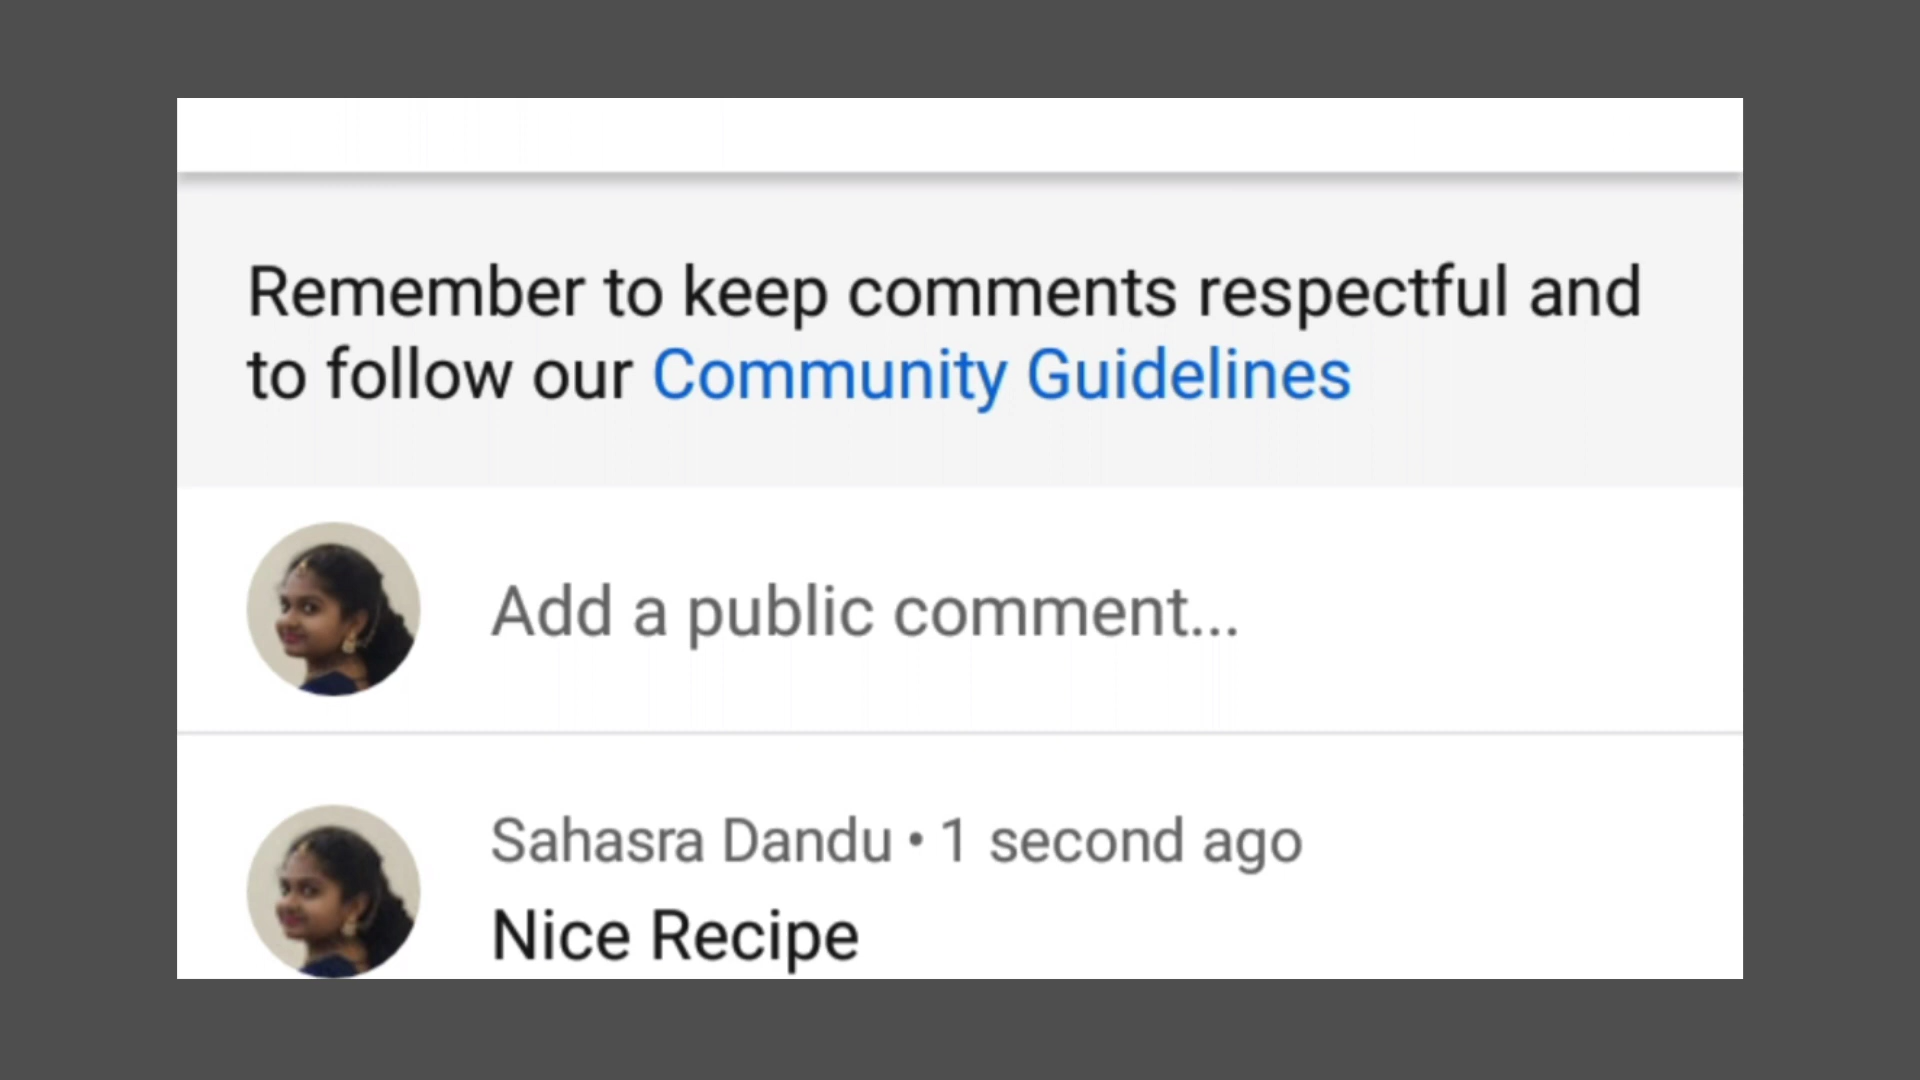 Remember to keep comments respectful and
to follow our Community Guidelines
Add a public comment...
Sahasra Dandu • 1 second ago
Nice Recipe